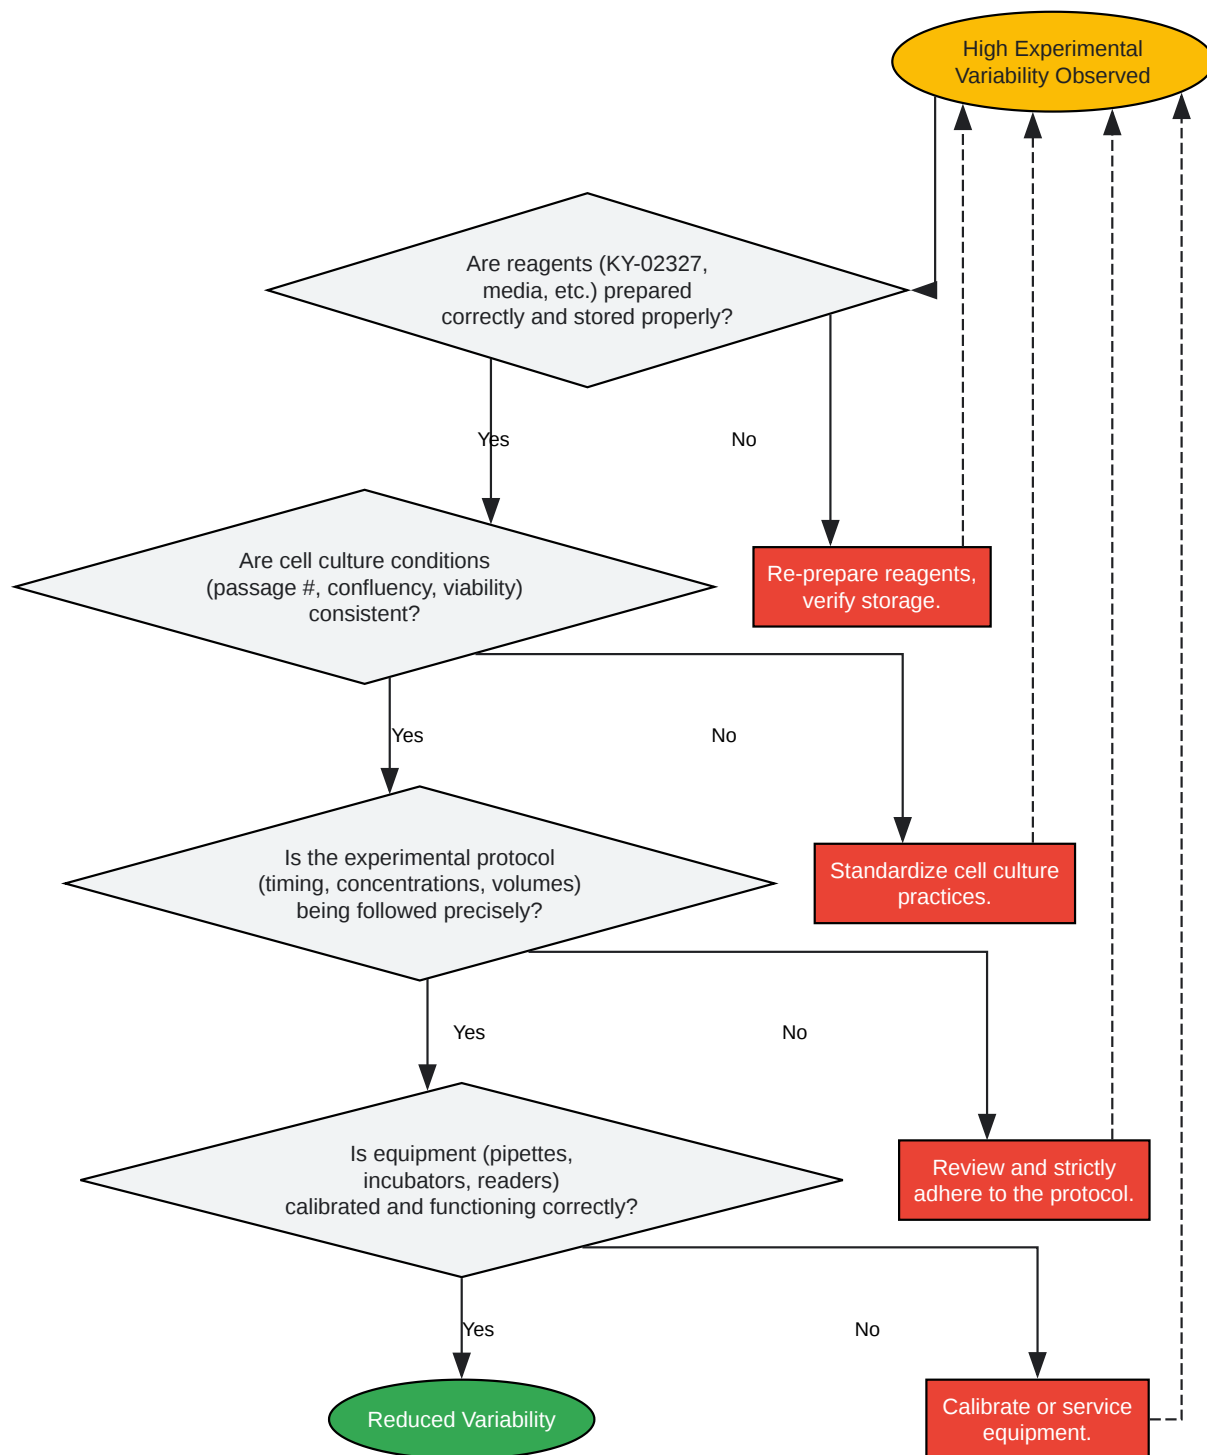 High Experimental
Variability Observed
Are reagents (KY-02327,
media, etc.) prepared
correctly and stored properly?
Yes
No
Are cell culture conditions
(passage #, confluency, viability)
consistent?
Re-prepare reagents,
verify storage.
Yes
No
Is the experimental protocol
(timing, concentrations, volumes)
being followed precisely?
Standardize cell culture
practices.
Yes
No
Is equipment (pipettes,
incubators, readers)
calibrated and functioning correctly?
Review and strictly
adhere to the protocol.
Yes
No
Reduced Variability
Calibrate or service
equipment.